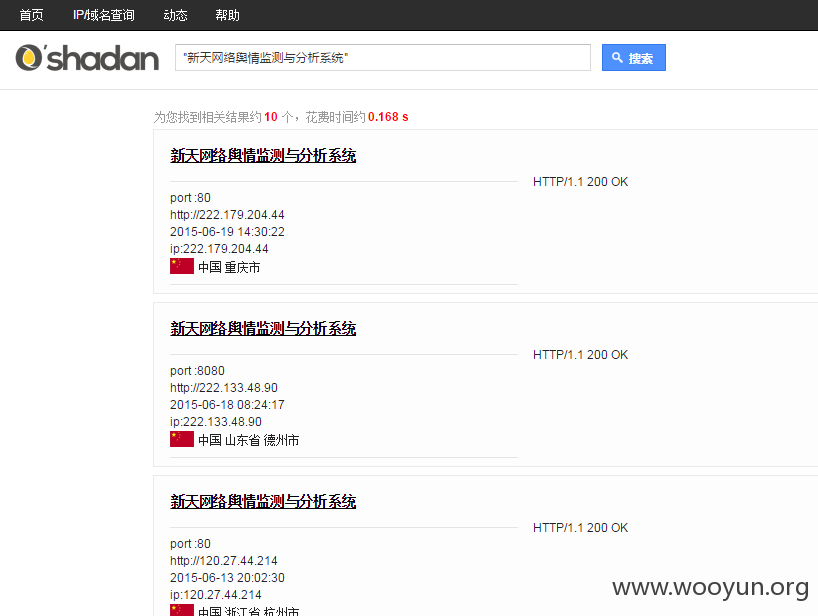 首页 IP/域名查询 动态 帮助
O'shadan "新天网络舆情监测与分析系统" 搜索
为您找到相关结果约 10 个，花费时间约 0.168 s
新天网络舆情监测与分析系统
HTTP/1.1 200 OK
port :80
http://222.179.204.44
2015-06-19 14:30:22
ip:222.179.204.44
中国 重庆市
新天网络舆情监测与分析系统
HTTP/1.1 200 OK
port :8080
http://222.133.48.90
2015-06-18 08:24:17
ip:222.133.48.90
中国 山东省 德州市
新天网络舆情监测与分析系统
HTTP/1.1 200 OK
port :80
http://120.27.44.214
2015-06-13 20:02:30
ip:120.27.44.214
中国 浙江省 杭州市
www.wooyun.org